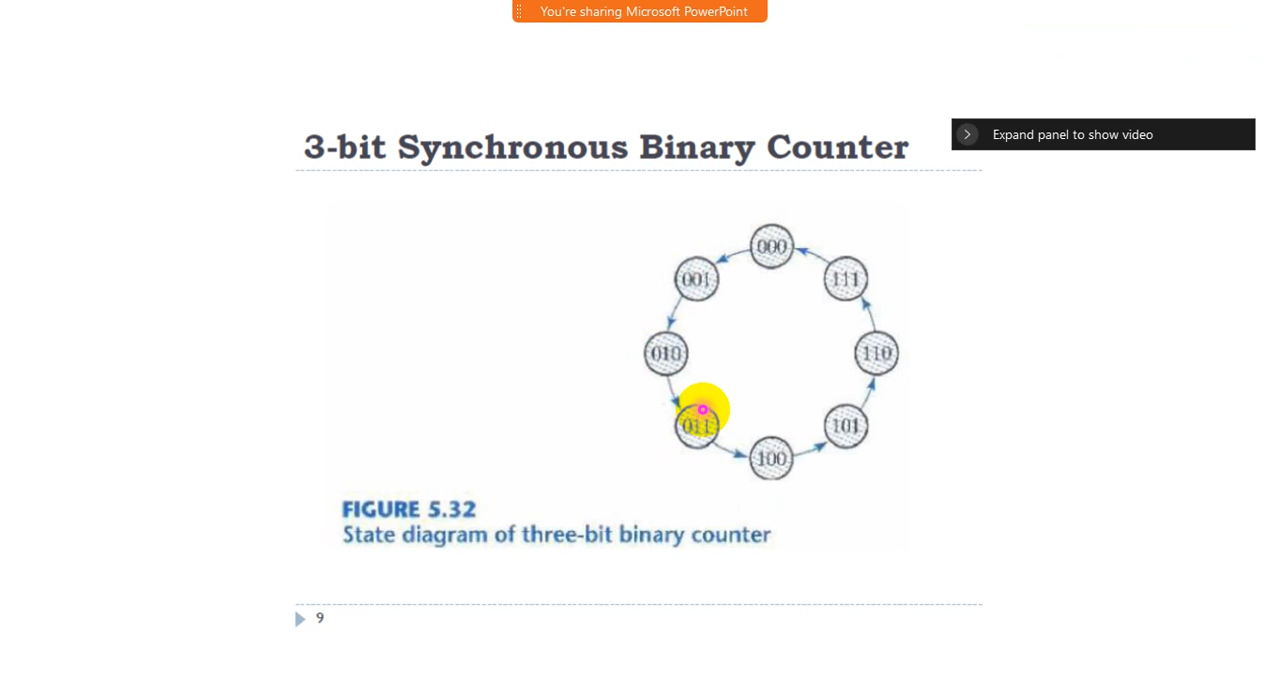 You're sharing Microsoft PowerPoint
Expand panel to show video
3-bit Synchronous Binary Counter
000
001
111
010
110
011
101
100
FIGURE 5.32
State diagram of three-bit binary counter
9